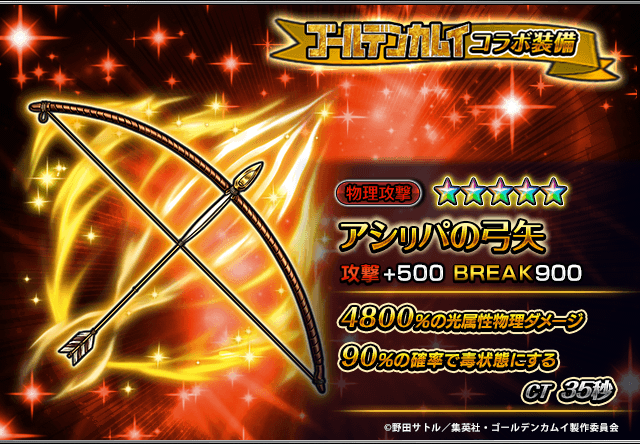 ゴールデンカムイコラボ装備
物理攻撃
アシㇼパの弓矢
攻撃+500 BREAK900
4800%の光属性物理ダメージ
90%の確率で毒状態にする
CT 35秒
©野田サトル／集英社・ゴールデンカムイ製作委員会